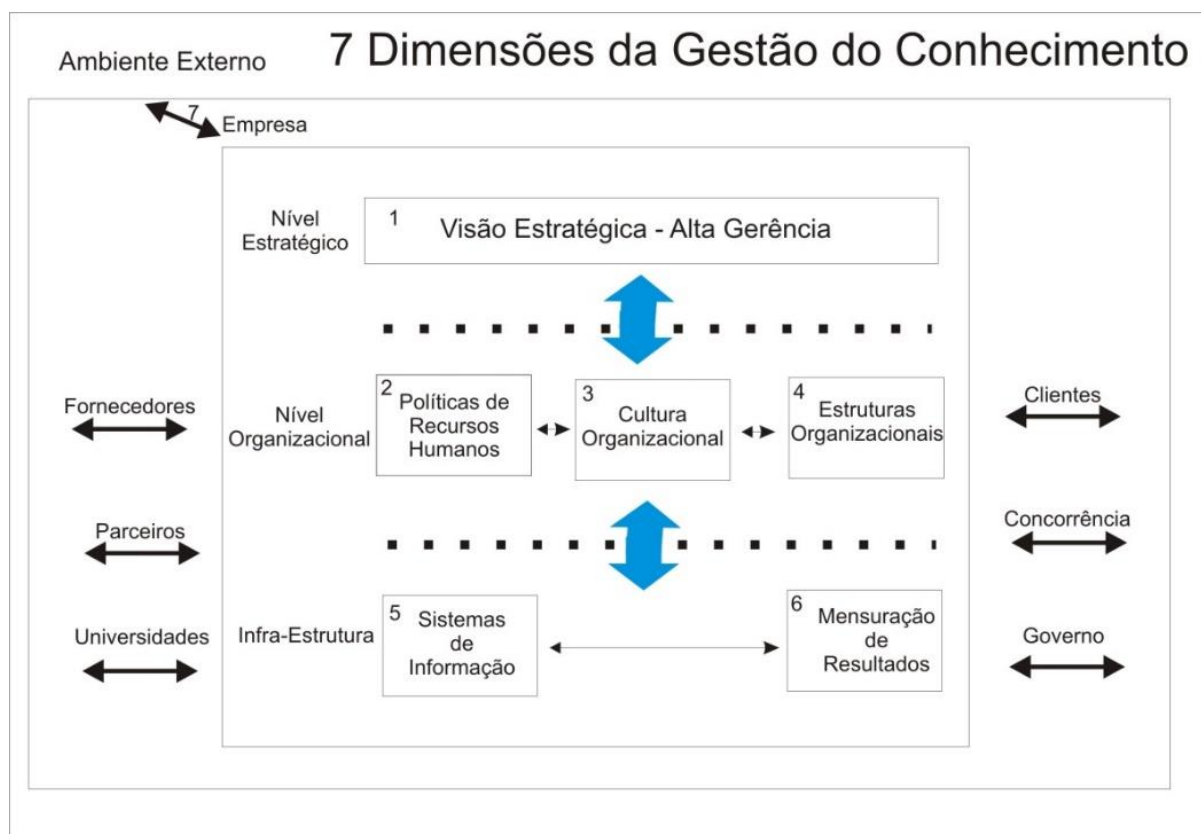 7 Dimensões da Gestão do Conhecimento
Ambiente Externo
7
Empresa
Nível
Estratégico
1
Visão Estratégica - Alta Gerência
Fornecedores
Nível
Organizacional
2
Políticas de
Recursos
Humanos
3
Cultura
Organizacional
4
Estruturas
Organizacionais
Clientes
Parceiros
Concorrência
Universidades
Infra-Estrutura
5
Sistemas
de
Informação
6
Mensuração
de
Resultados
Governo